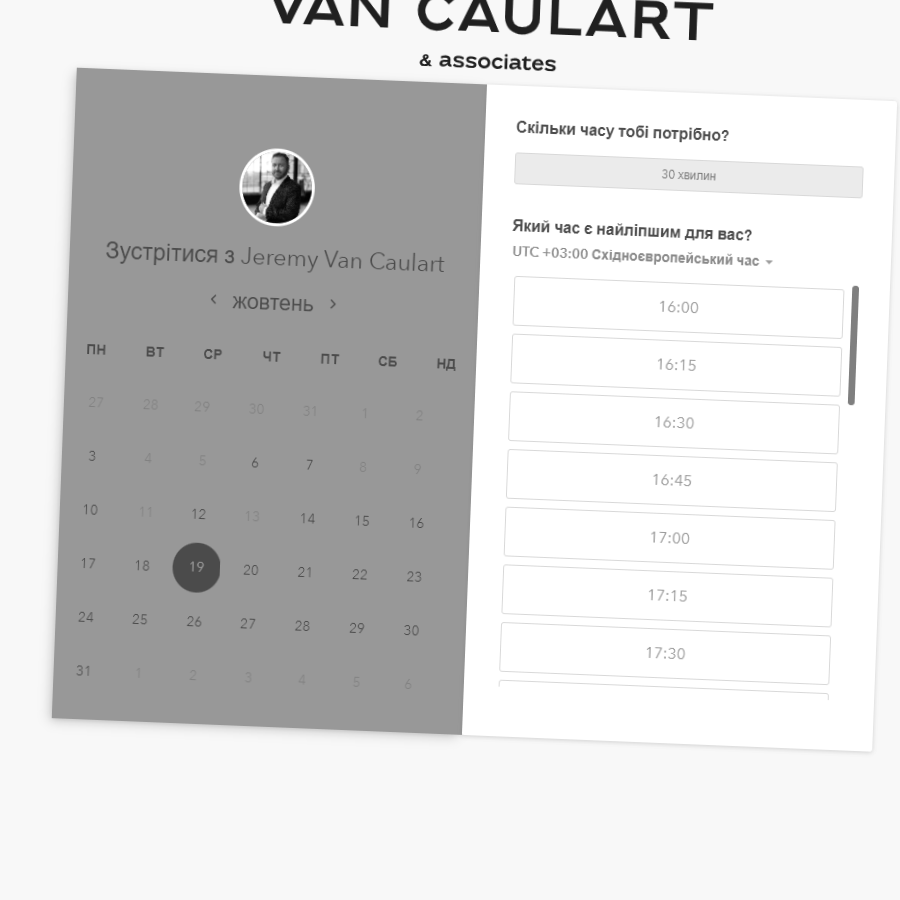 VAN CAULART
& associates
Зустрітися з Jeremy Van Caulart
‹ жовтень ›
ПН ВТ СР ЧТ ПТ СБ НД
27 28 29 30 31 1 2
3 4 5 6 7 8 9
10 11 12 13 14 15 16
17 18 19 20 21 22 23
24 25 26 27 28 29 30
31 1 2 3 4 5 6
Скільки часу тобі потрібно?
30 хвилин
Який час є найліпшим для вас?
UTC +03:00 Східноєвропейський час
16:00
16:15
16:30
16:45
17:00
17:15
17:30